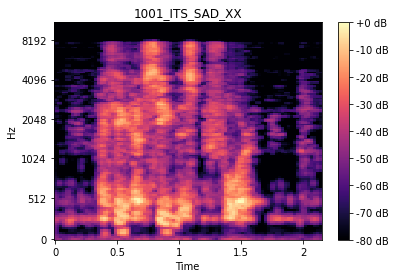 1001_ITS_SAD_XX
+0 dB
8192
-10 dB
4096
-20 dB
-30 dB
2048
Hz
-40 dB
1024
-50 dB
512
-60 dB
-70 dB
0
-80 dB
0
0.5
1
1.5
2
Time